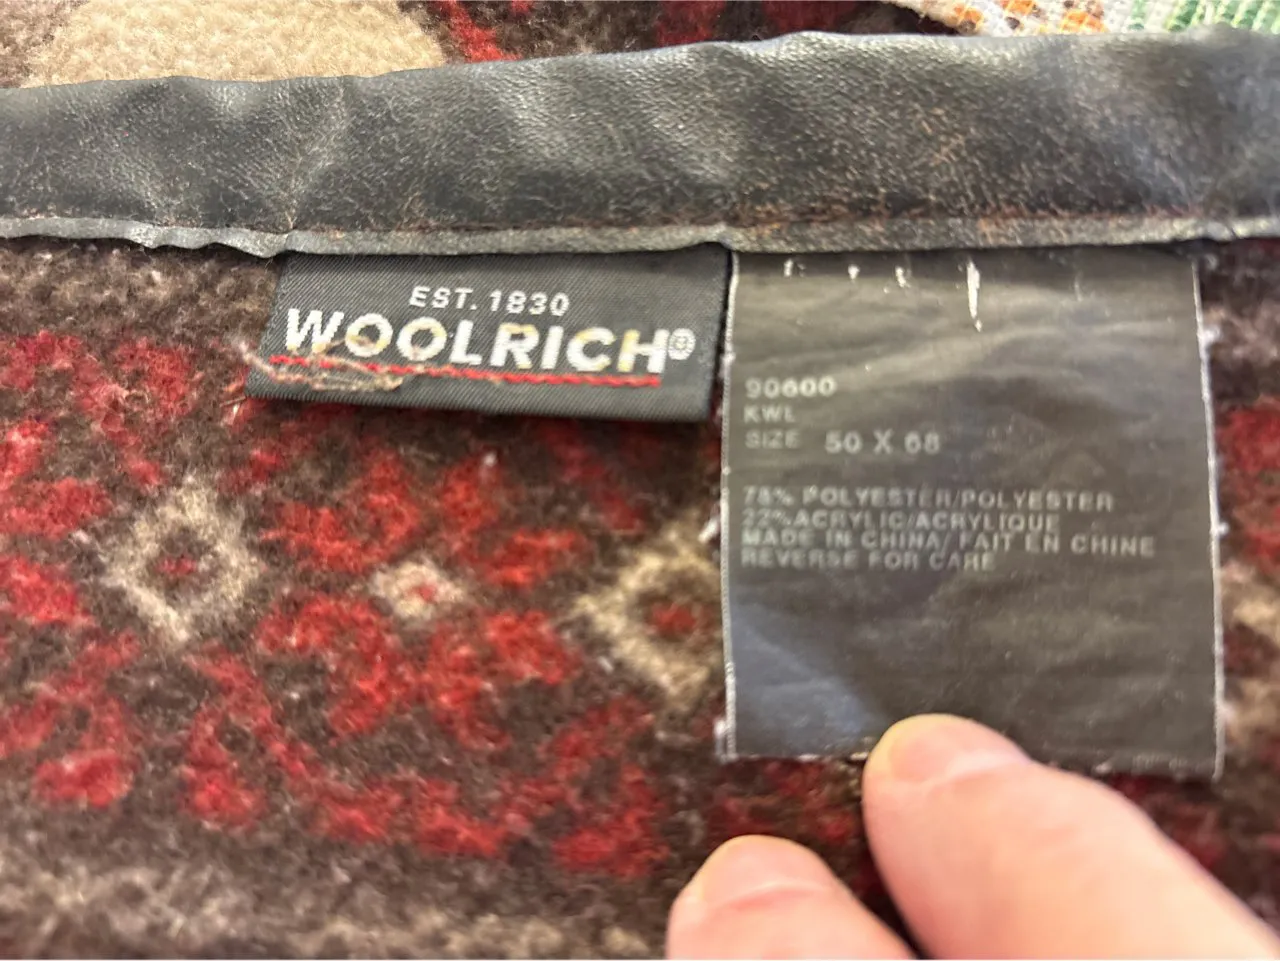 EST. 1830
WOOLRICH®
90600
KWL
SIZE 50 X 68
78% POLYESTER/POLYESTER
22% ACRYLIC/ACRYLIQUE
MADE IN CHINA/ FAIT EN CHINE
REVERSE FOR CARE